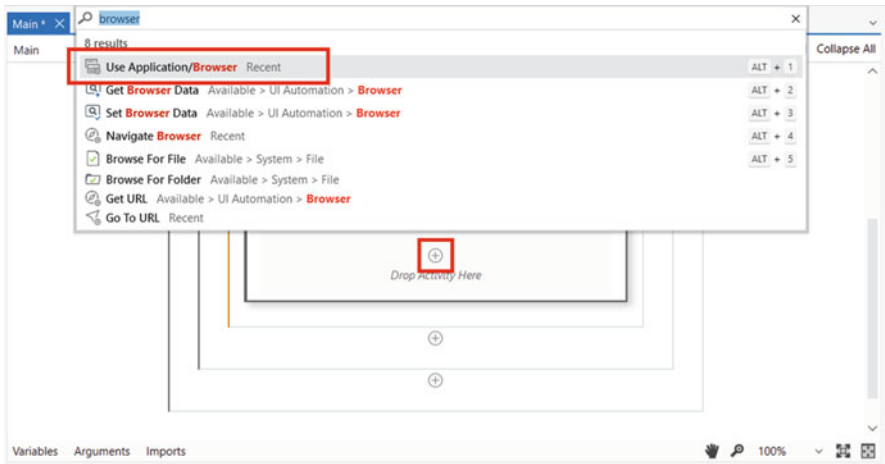 Main *
browser
Main
8 results
Collapse All
Use Application/Browser Recent
ALT + 1
Get Browser Data Available > UI Automation > Browser
ALT + 2
Set Browser Data Available > UI Automation > Browser
ALT + 3
Navigate Browser Recent
ALT + 4
Browse For File Available > System > File
ALT + 5
Browse For Folder Available > System > File
Get URL Available > UI Automation > Browser
Go To URL Recent
Drop Activity Here
Variables Arguments Imports
100%